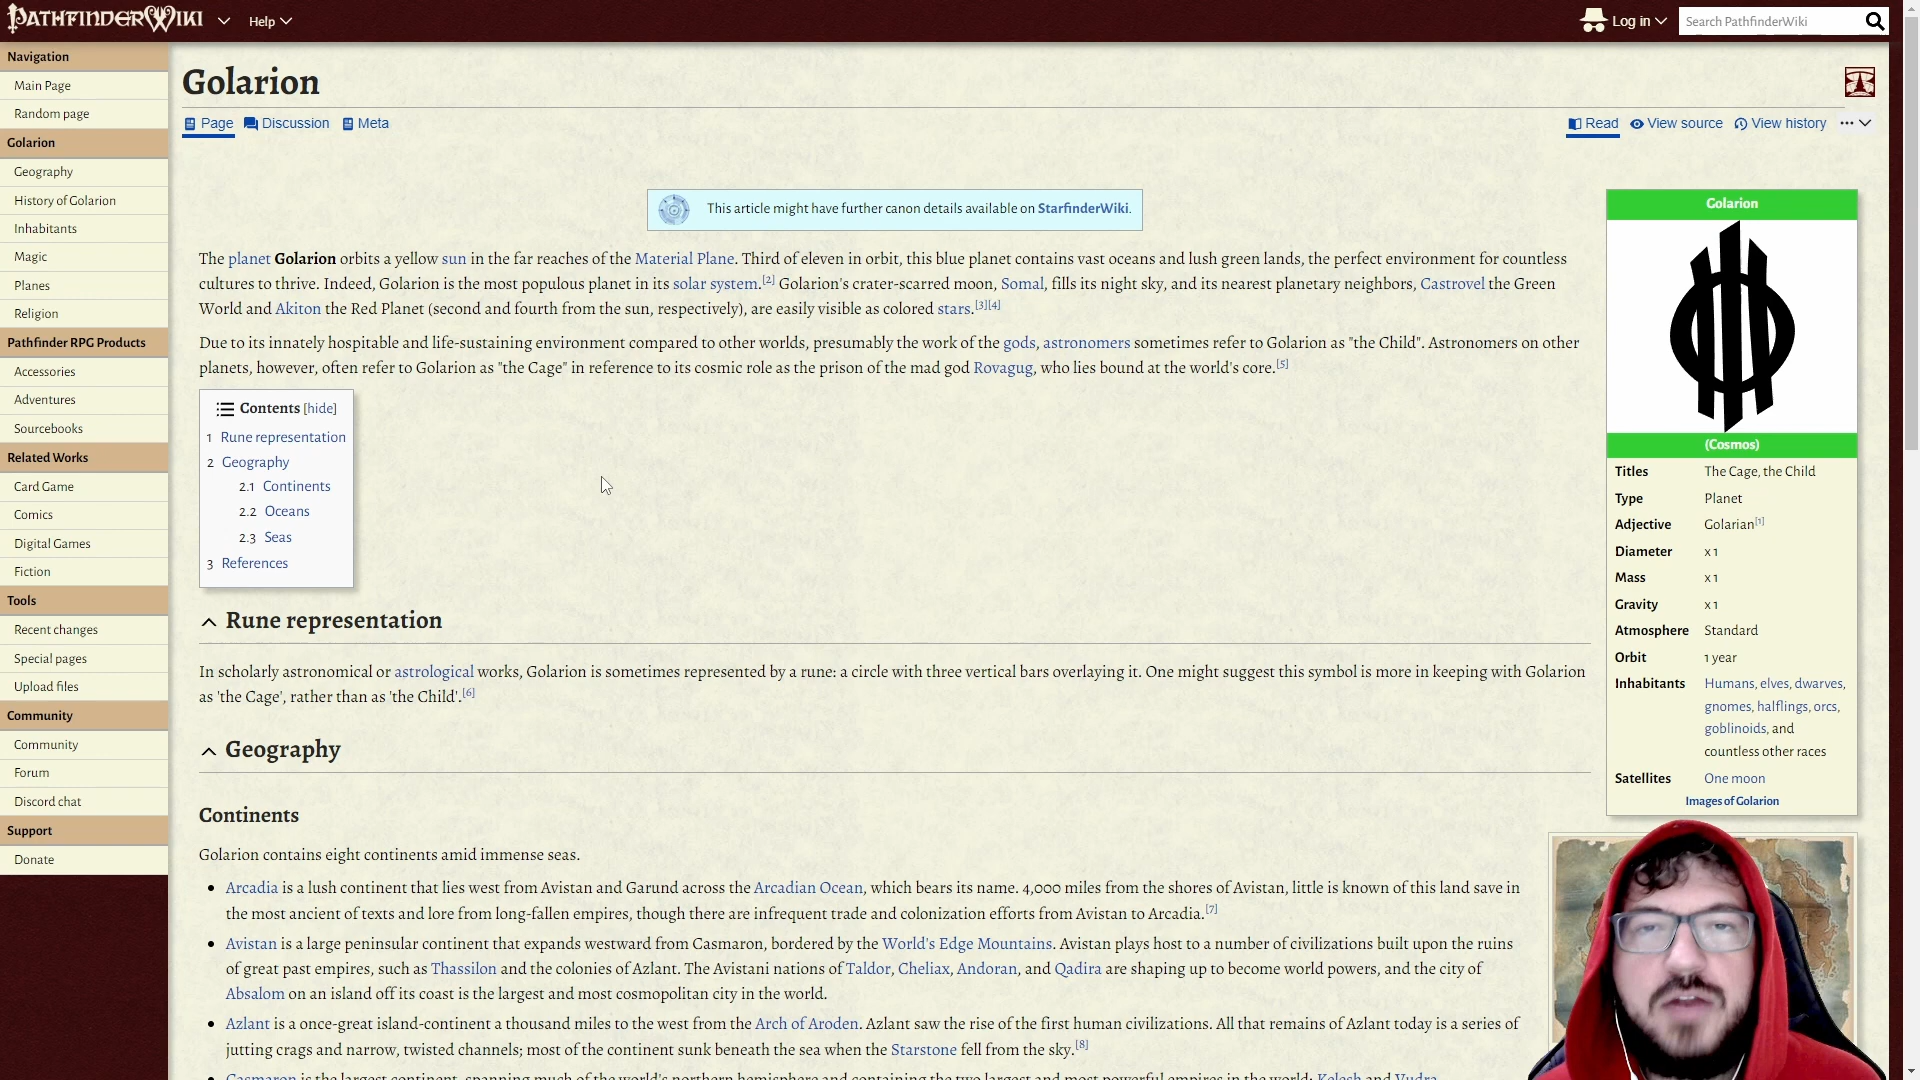 PATHFINDERWIKI
Help
Log in
Search PathfinderWiki
Navigation
Main Page
Random page
Golarion
Geography
History of Golarion
Inhabitants
Magic
Planes
Religion
Pathfinder RPG Products
Accessories
Adventures
Sourcebooks
Related Works
Card Game
Comics
Digital Games
Fiction
Tools
Recent changes
Special pages
Upload files
Community
Community
Forum
Discord chat
Support
Donate
Golarion
Page Discussion Meta
Read View source View history
This article might have further canon details available on StarfinderWiki.
The planet Golarion orbits a yellow sun in the far reaches of the Material Plane. Third of eleven in orbit, this blue planet contains vast oceans and lush green lands, the perfect environment for countless
cultures to thrive. Indeed, Golarion is the most populous planet in its solar system.[2] Golarion's crater-scarred moon, Somal, fills its night sky, and its nearest planetary neighbors, Castrovel the Green
World and Akiton the Red Planet (second and fourth from the sun, respectively), are easily visible as colored stars.[3][4]
Due to its innately hospitable and life-sustaining environment compared to other worlds, presumably the work of the gods, astronomers sometimes refer to Golarion as "the Child". Astronomers on other
planets, however, often refer to Golarion as "the Cage" in reference to its cosmic role as the prison of the mad god Rovagug, who lies bound at the world's core.[5]
Contents [hide]
1 Rune representation
2 Geography
2.1 Continents
2.2 Oceans
2.3 Seas
3 References
Rune representation
In scholarly astronomical or astrological works, Golarion is sometimes represented by a rune: a circle with three vertical bars overlaying it. One might suggest this symbol is more in keeping with Golarion
as 'the Cage', rather than as 'the Child'.[6]
Geography
Continents
Golarion contains eight continents amid immense seas.
• Arcadia is a lush continent that lies west from Avistan and Garund across the Arcadian Ocean, which bears its name. 4,000 miles from the shores of Avistan, little is known of this land save in
the most ancient of texts and lore from long-fallen empires, though there are infrequent trade and colonization efforts from Avistan to Arcadia.[7]
• Avistan is a large peninsular continent that expands westward from Casmaron, bordered by the World's Edge Mountains. Avistan plays host to a number of civilizations built upon the ruins
of great past empires, such as Thassilon and the colonies of Azlant. The Avistani nations of Taldor, Cheliax, Andoran, and Qadira are shaping up to become world powers, and the city of
Absalom on an island off its coast is the largest and most cosmopolitan city in the world.
• Azlant is a once-great island-continent a thousand miles to the west from the Arch of Aroden. Azlant saw the rise of the first human civilizations. All that remains of Azlant today is a series of
jutting crags and narrow, twisted channels; most of the continent sunk beneath the sea when the Starstone fell from the sky.[8]
• Casmaron is the largest continent, spanning much of the world's northern hemisphere and containing the two largest and most powerful empires in the world: Kelesh and Vudra.
Golarion
(Cosmos)
Titles The Cage, the Child
Type Planet
Adjective Golarian[1]
Diameter x 1
Mass x 1
Gravity x 1
Atmosphere Standard
Orbit 1 year
Inhabitants Humans, elves, dwarves,
gnomes, halflings, orcs,
goblinoids, and
countless other races
Satellites One moon
Images of Golarion